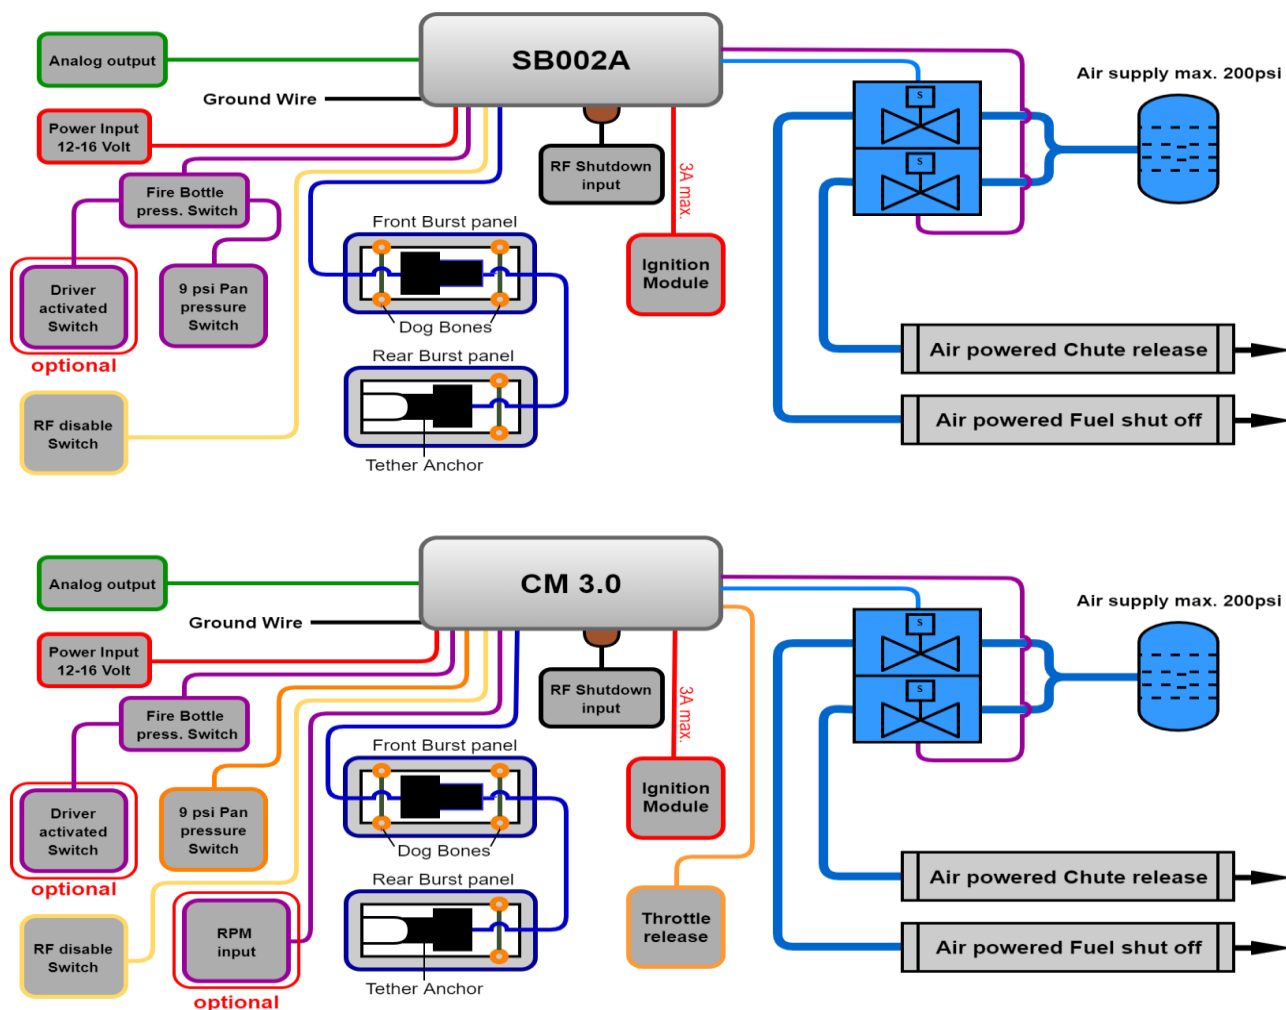 SB002A
Analog output
Ground Wire
Air supply max. 200psi
S
Power Input
12-16 Volt
RF Shutdown
input
3A max.
S
Fire Bottle
press. Switch
Front Burst panel
Driver
activated
Switch
9 psi Pan
pressure
Switch
Ignition
Module
Dog Bones
optional
Rear Burst panel
Air powered Chute release
RF disable
Switch
Air powered Fuel shut off
Tether Anchor
CM 3.0
Analog output
Ground Wire
Air supply max. 200psi
S
Power Input
12-16 Volt
RF Shutdown
input
3A max.
S
Fire Bottle
press. Switch
Front Burst panel
Driver
activated
Switch
9 psi Pan
pressure
Switch
Ignition
Module
Dog Bones
optional
Rear Burst panel
Air powered Chute release
RF disable
Switch
RPM
input
Throttle
release
Air powered Fuel shut off
Tether Anchor
optional